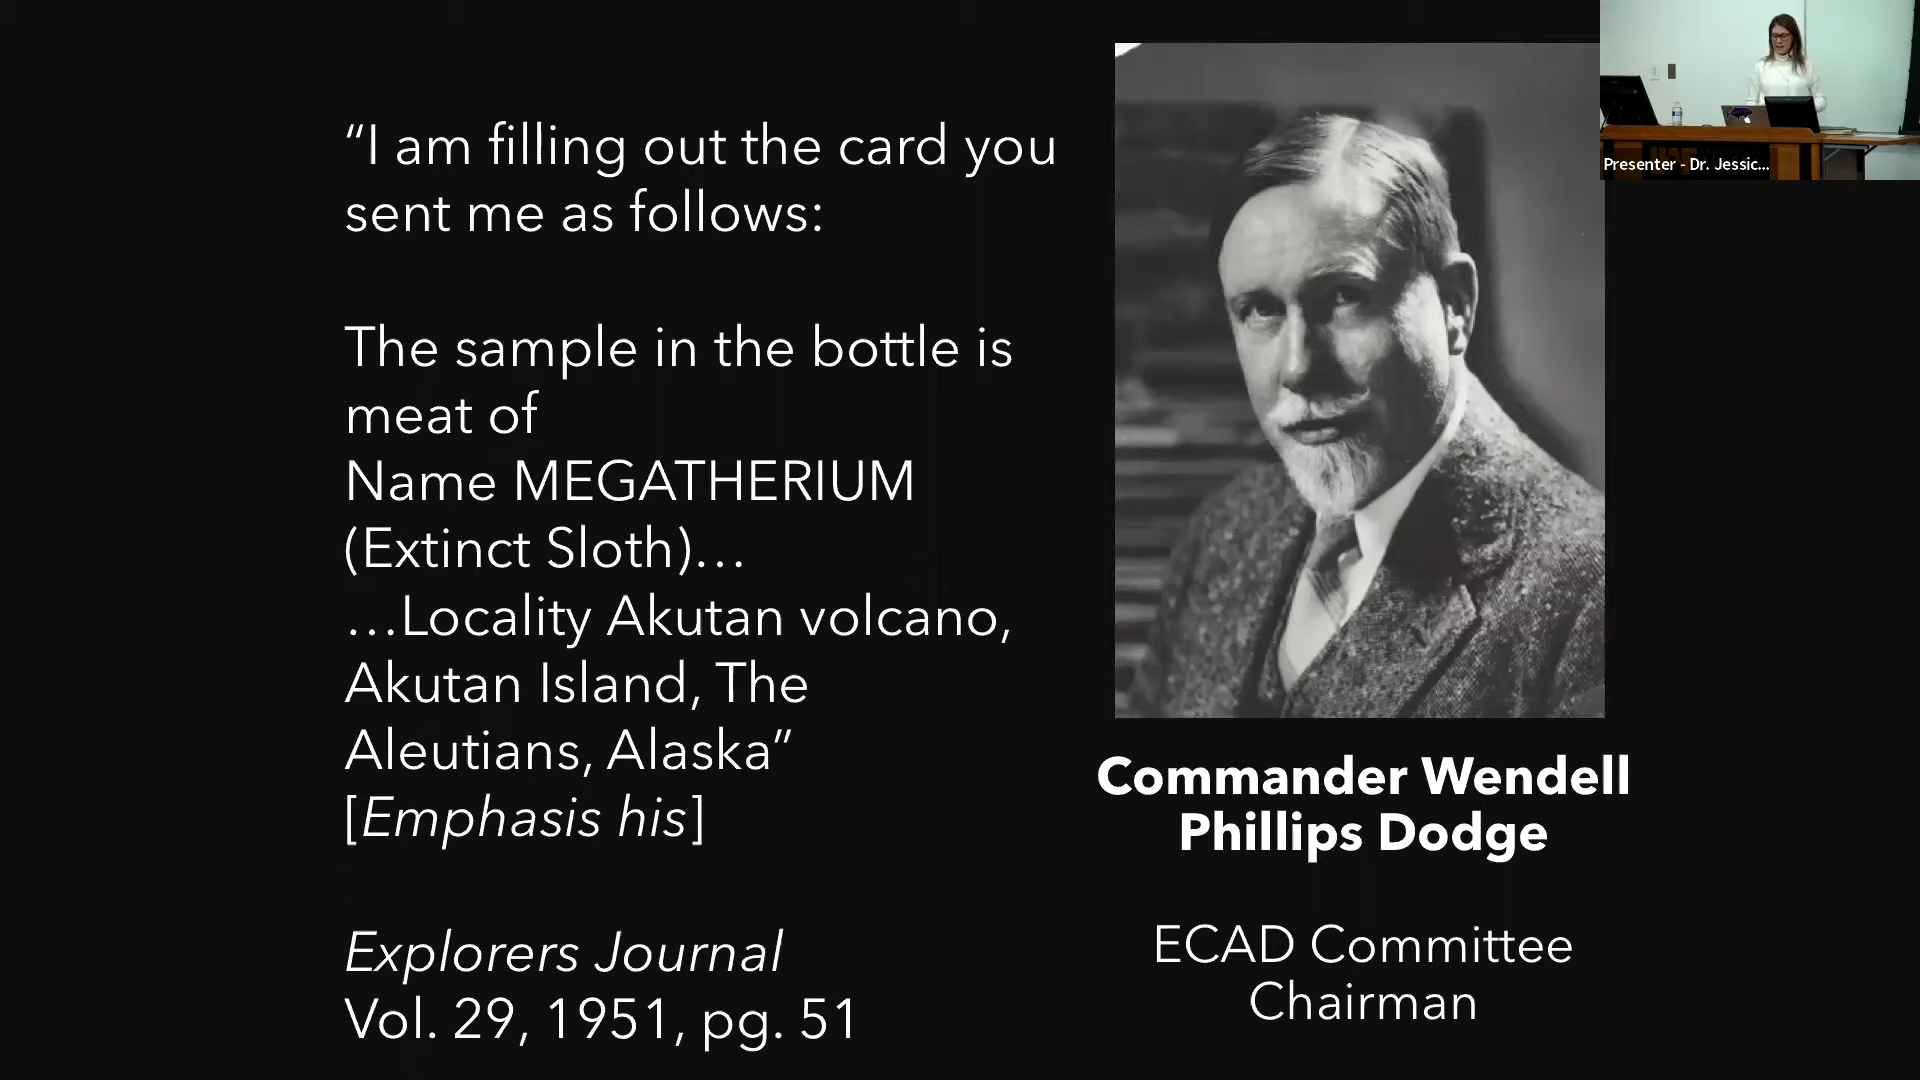 “I am filling out the card you
sent me as follows:
The sample in the bottle is
meat of
Name MEGATHERIUM
(Extinct Sloth)…
…Locality Akutan volcano,
Akutan Island, The
Aleutians, Alaska”
[Emphasis his]
Explorers Journal
Vol. 29, 1951, pg. 51
Commander Wendell
Phillips Dodge
ECAD Committee
Chairman
Presenter - Dr. Jessic...